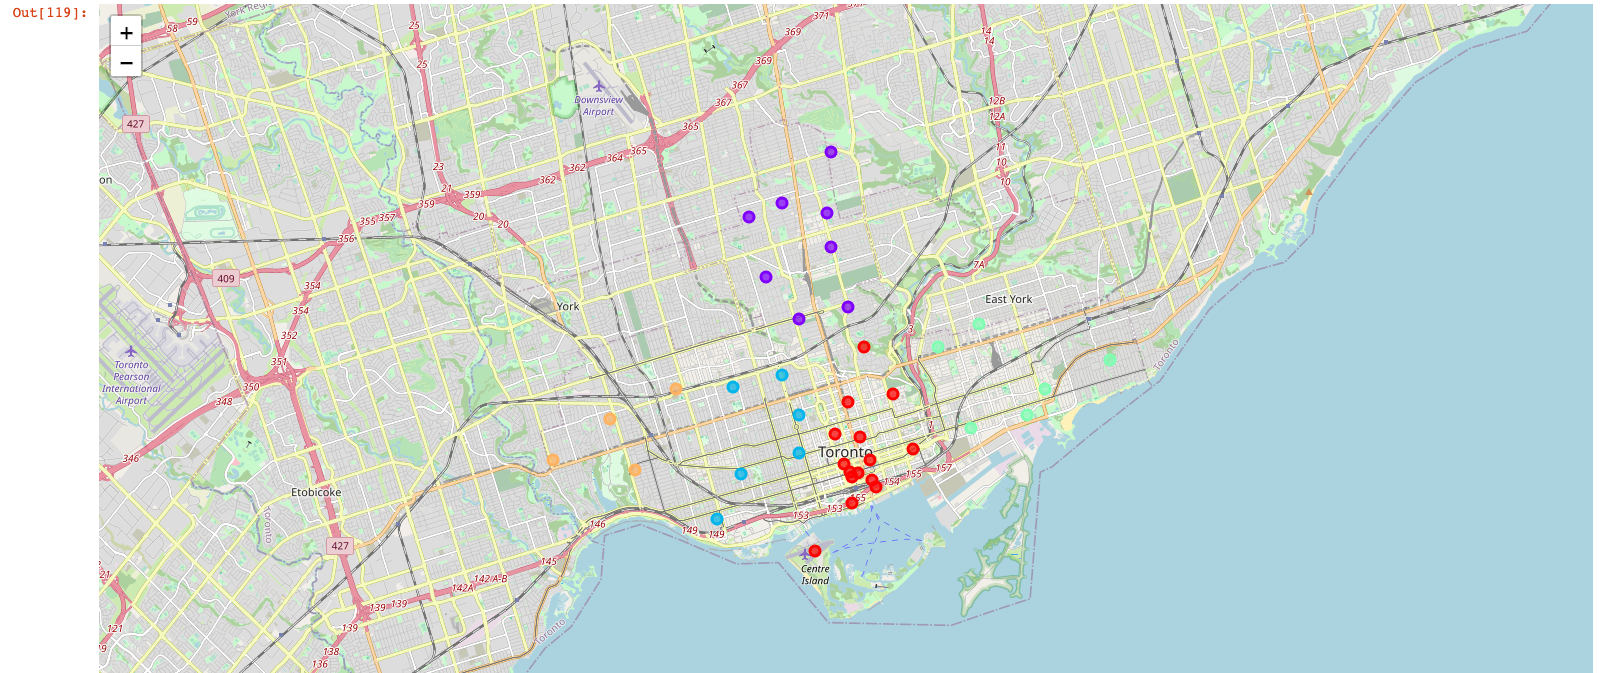 Out[119]:
+
−
York Regi
59
58
25
25
371
369
369
367
367
365
365
364
362
362
14
14
12B
12A
11
10
10
Downsview
Airport
427
on
23
21
359
359
20
20
357
355
356
409
354
354
352
351
350
348
346
7A
York
East York
3
Toronto
Pearson
International
Airport
Toronto
1
Toronto
157
155
154
155
153
153
149
149
146
145
Etobicoke
Toronto
427
142 A-B
142A
139
139
139
138
136
121
21
19
Toronto
Centre
Island